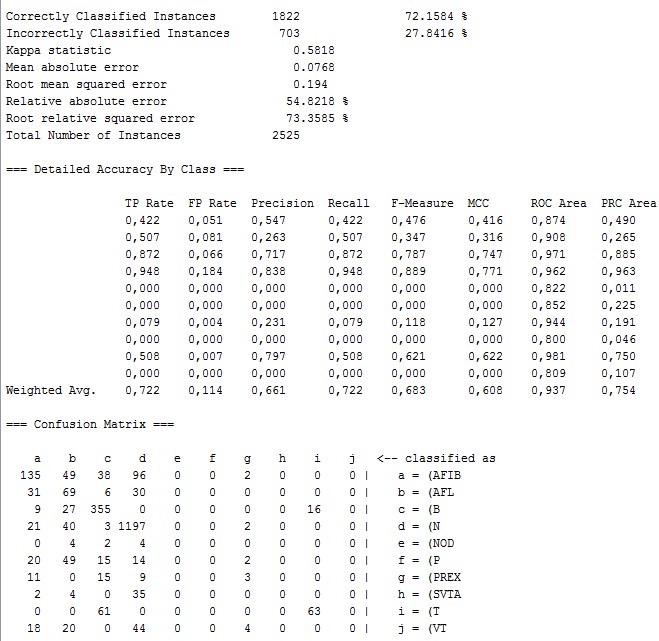 Correctly Classified Instances 1822 72.1584 %
Incorrectly Classified Instances 703 27.8416 %
Kappa statistic 0.5818
Mean absolute error 0.0768
Root mean squared error 0.194
Relative absolute error 54.8218 %
Root relative squared error 73.3585 %
Total Number of Instances 2525
=== Detailed Accuracy By Class ===
TP Rate FP Rate Precision Recall F-Measure MCC ROC Area PRC Area
0,422 0,051 0,547 0,422 0,476 0,416 0,874 0,490
0,507 0,081 0,263 0,507 0,347 0,316 0,908 0,265
0,872 0,066 0,717 0,872 0,787 0,747 0,971 0,885
0,948 0,184 0,838 0,948 0,889 0,771 0,962 0,963
0,000 0,000 0,000 0,000 0,000 0,000 0,822 0,011
0,000 0,000 0,000 0,000 0,000 0,000 0,852 0,225
0,079 0,004 0,231 0,079 0,118 0,127 0,944 0,191
0,000 0,000 0,000 0,000 0,000 0,000 0,800 0,046
0,508 0,007 0,797 0,508 0,621 0,622 0,981 0,750
0,000 0,000 0,000 0,000 0,000 0,000 0,809 0,107
Weighted Avg. 0,722 0,114 0,661 0,722 0,683 0,608 0,937 0,754
=== Confusion Matrix ===
a b c d e f g h i j <-- classified as
135 49 38 96 0 0 2 0 0 0 | a = (AFIB
31 69 6 30 0 0 0 0 0 0 | b = (AFL
9 27 355 0 0 0 0 0 16 0 | c = (B
21 40 3 1197 0 0 2 0 0 0 | d = (N
0 4 2 4 0 0 0 0 0 0 | e = (NOD
20 49 15 14 0 0 2 0 0 0 | f = (P
11 0 15 9 0 0 3 0 0 0 | g = (PREX
2 4 0 35 0 0 0 0 0 0 | h = (SVTA
0 0 61 0 0 0 0 0 63 0 | i = (T
18 20 0 44 0 0 4 0 0 0 | j = (VT